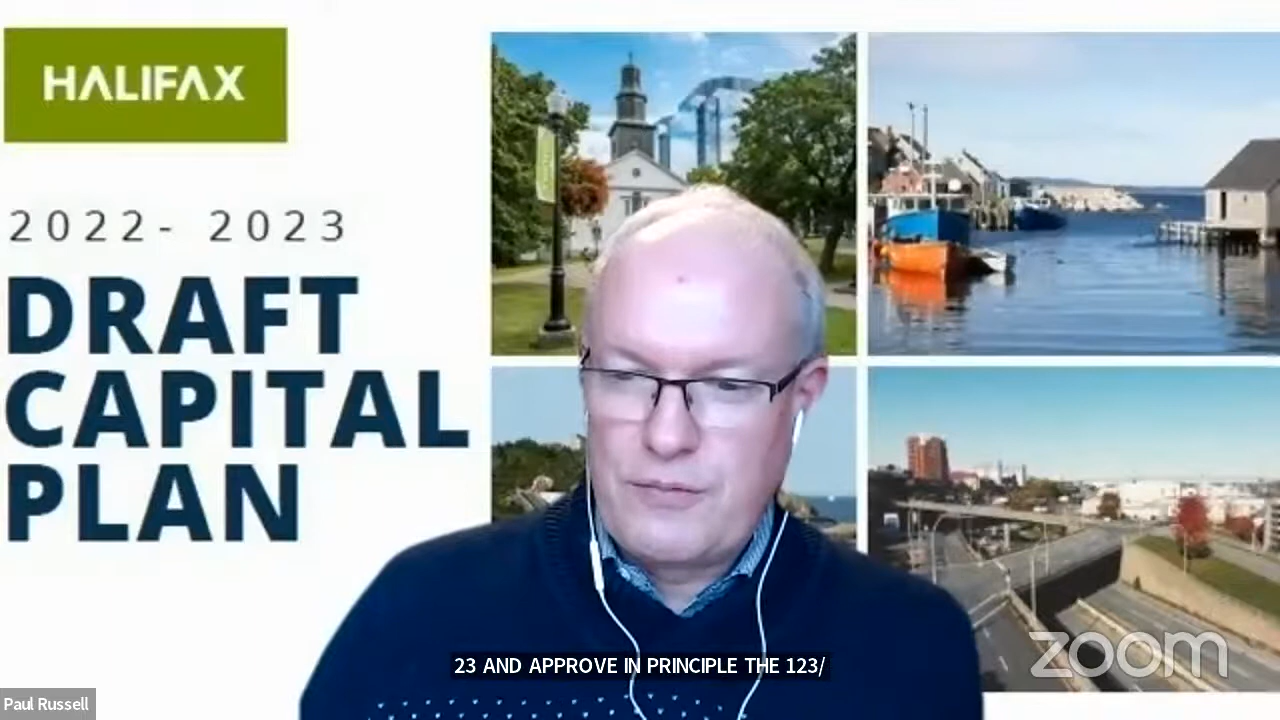 HALIFAX
2022- 2023
DRAFT
CAPITAL
PLAN
23 AND APPROVE IN PRINCIPLE THE 123/
zoom
Paul Russell